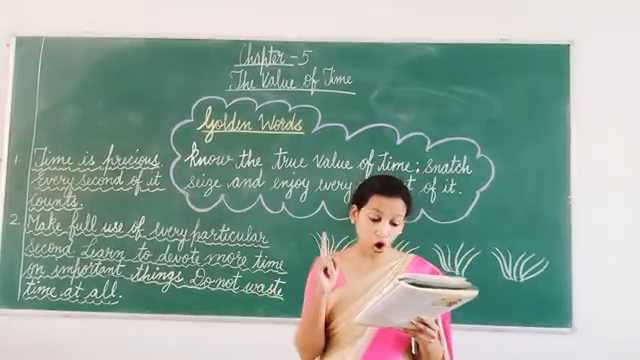 Chapter - 5
The Value of Time
Golden Words
Know the true value of time; snatch
seize and enjoy every of it.
1. Time is precious
every second of it
counts.
2. Make full use of every particular
second. Learn to devote more time
on important things. Do not waste
time at all.